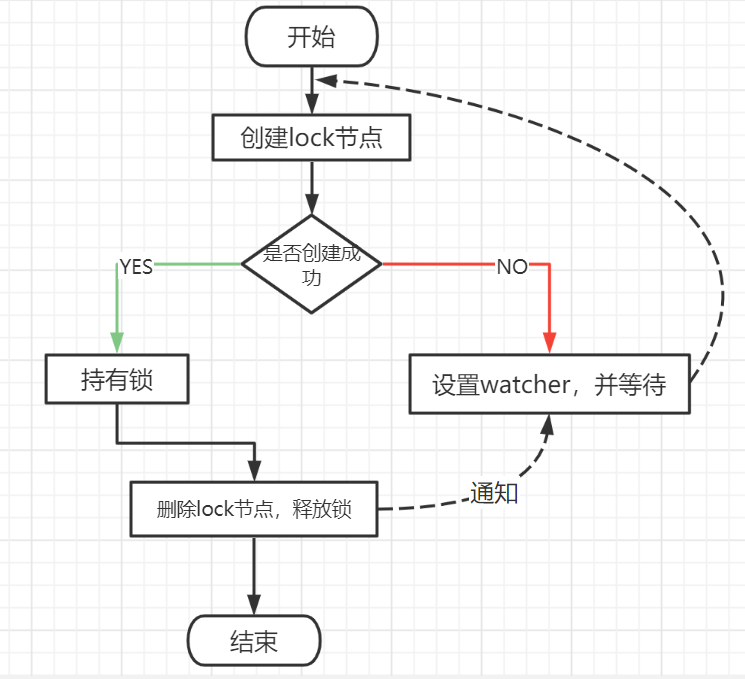 开始
创建lock节点
是否创建成
功
YES
NO
持有锁
设置watcher，并等待
删除lock节点，释放锁
通知
结束